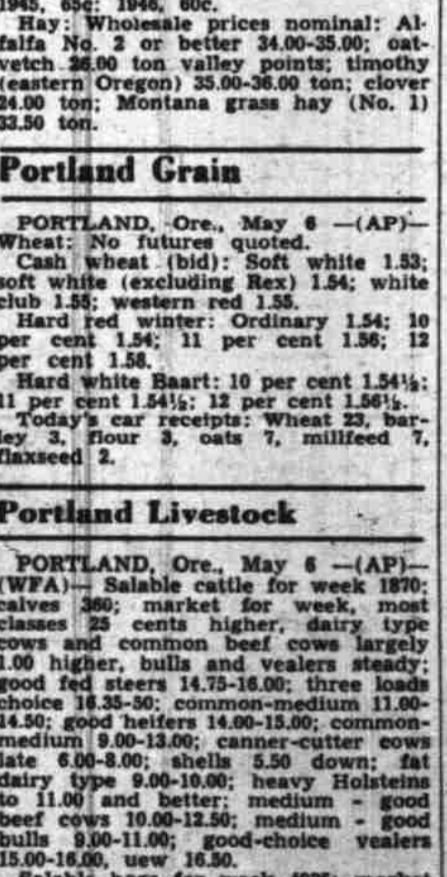 1945, 65c; 1946, 60c.
Hay: Wholesale prices nominal: Al-
falfa No. 2 or better 34.00-35.00; oat-
vetch 26.00 ton valley points; timothy
(eastern Oregon) 35.00-36.00 ton; clover
24.00 ton; Montana grass hay (No. 1)
33.50 ton.
Portland Grain
PORTLAND, Ore., May 6 —(AP)—
Wheat: No futures quoted.
Cash wheat (bid): Soft white 1.53;
soft white (excluding Rex) 1.54; white
club 1.55; western red 1.55.
Hard red winter: Ordinary 1.54; 10
per cent 1.54; 11 per cent 1.56; 12
per cent 1.58.
Hard white Baart: 10 per cent 1.54½;
11 per cent 1.54½; 12 per cent 1.56½.
Today's car receipts: Wheat 23, bar-
ley 3, flour 3, oats 7, millfeed 7,
flaxseed 2.
Portland Livestock
PORTLAND, Ore., May 6 —(AP)—
(WFA)— Salable cattle for week 1870;
calves 360; market for week, most
classes 25 cents higher, dairy type
cows and common beef cows largely
1.00 higher, bulls and vealers steady;
good fed steers 14.75-16.00; three loads
choice 16.35-50; common-medium 11.00-
14.50; good heifers 14.00-15.00; common-
medium 9.00-13.00; canner-cutter cows
late 6.00-8.00; shells 5.50 down; fat
dairy type 9.00-10.00; heavy Holsteins
to 11.00 and better; medium - good
beef cows 10.00-12.50; medium - good
bulls 9.00-11.00; good-choice vealers
15.00-16.00, uew 16.50.